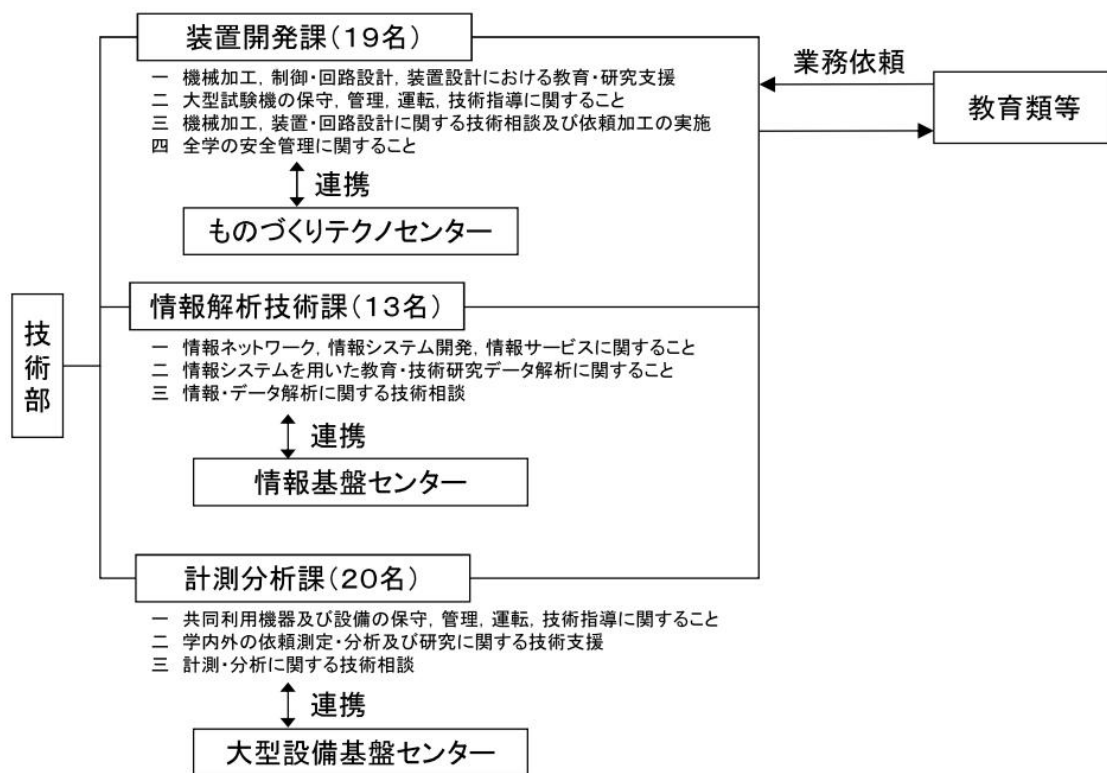 装置開発課(19名)
一 機械加工, 制御・回路設計, 装置設計における教育・研究支援
二 大型試験機の保守, 管理, 運転, 技術指導に関すること
三 機械加工, 装置・回路設計に関する技術相談及び依頼加工の実施
四 全学の安全管理に関すること
連携
ものづくりテクノセンター
業務依頼
教育類等
技術部
情報解析技術課(13名)
一 情報ネットワーク, 情報システム開発, 情報サービスに関すること
二 情報システムを用いた教育・技術研究データ解析に関すること
三 情報・データ解析に関する技術相談
連携
情報基盤センター
計測分析課(20名)
一 共同利用機器及び設備の保守, 管理, 運転, 技術指導に関すること
二 学内外の依頼測定・分析及び研究に関する技術支援
三 計測・分析に関する技術相談
連携
大型設備基盤センター